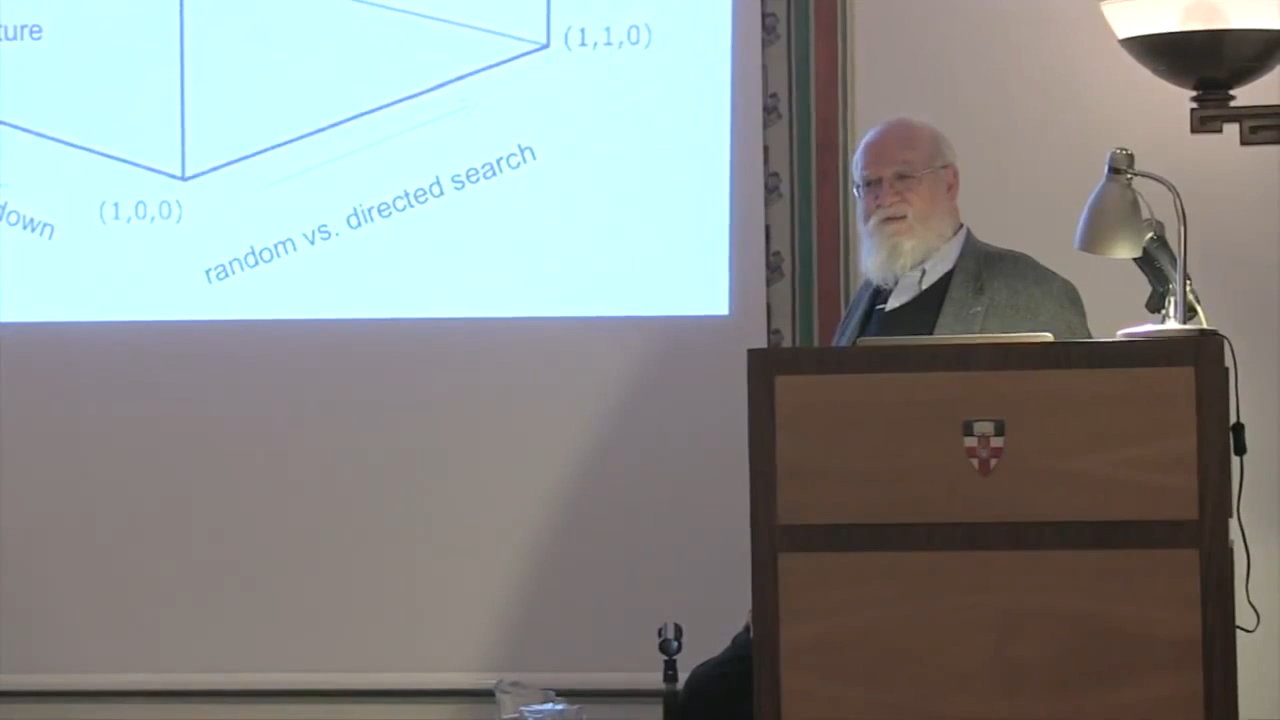 ture
(1,1,0)
(1,0,0)
down
random vs. directed search